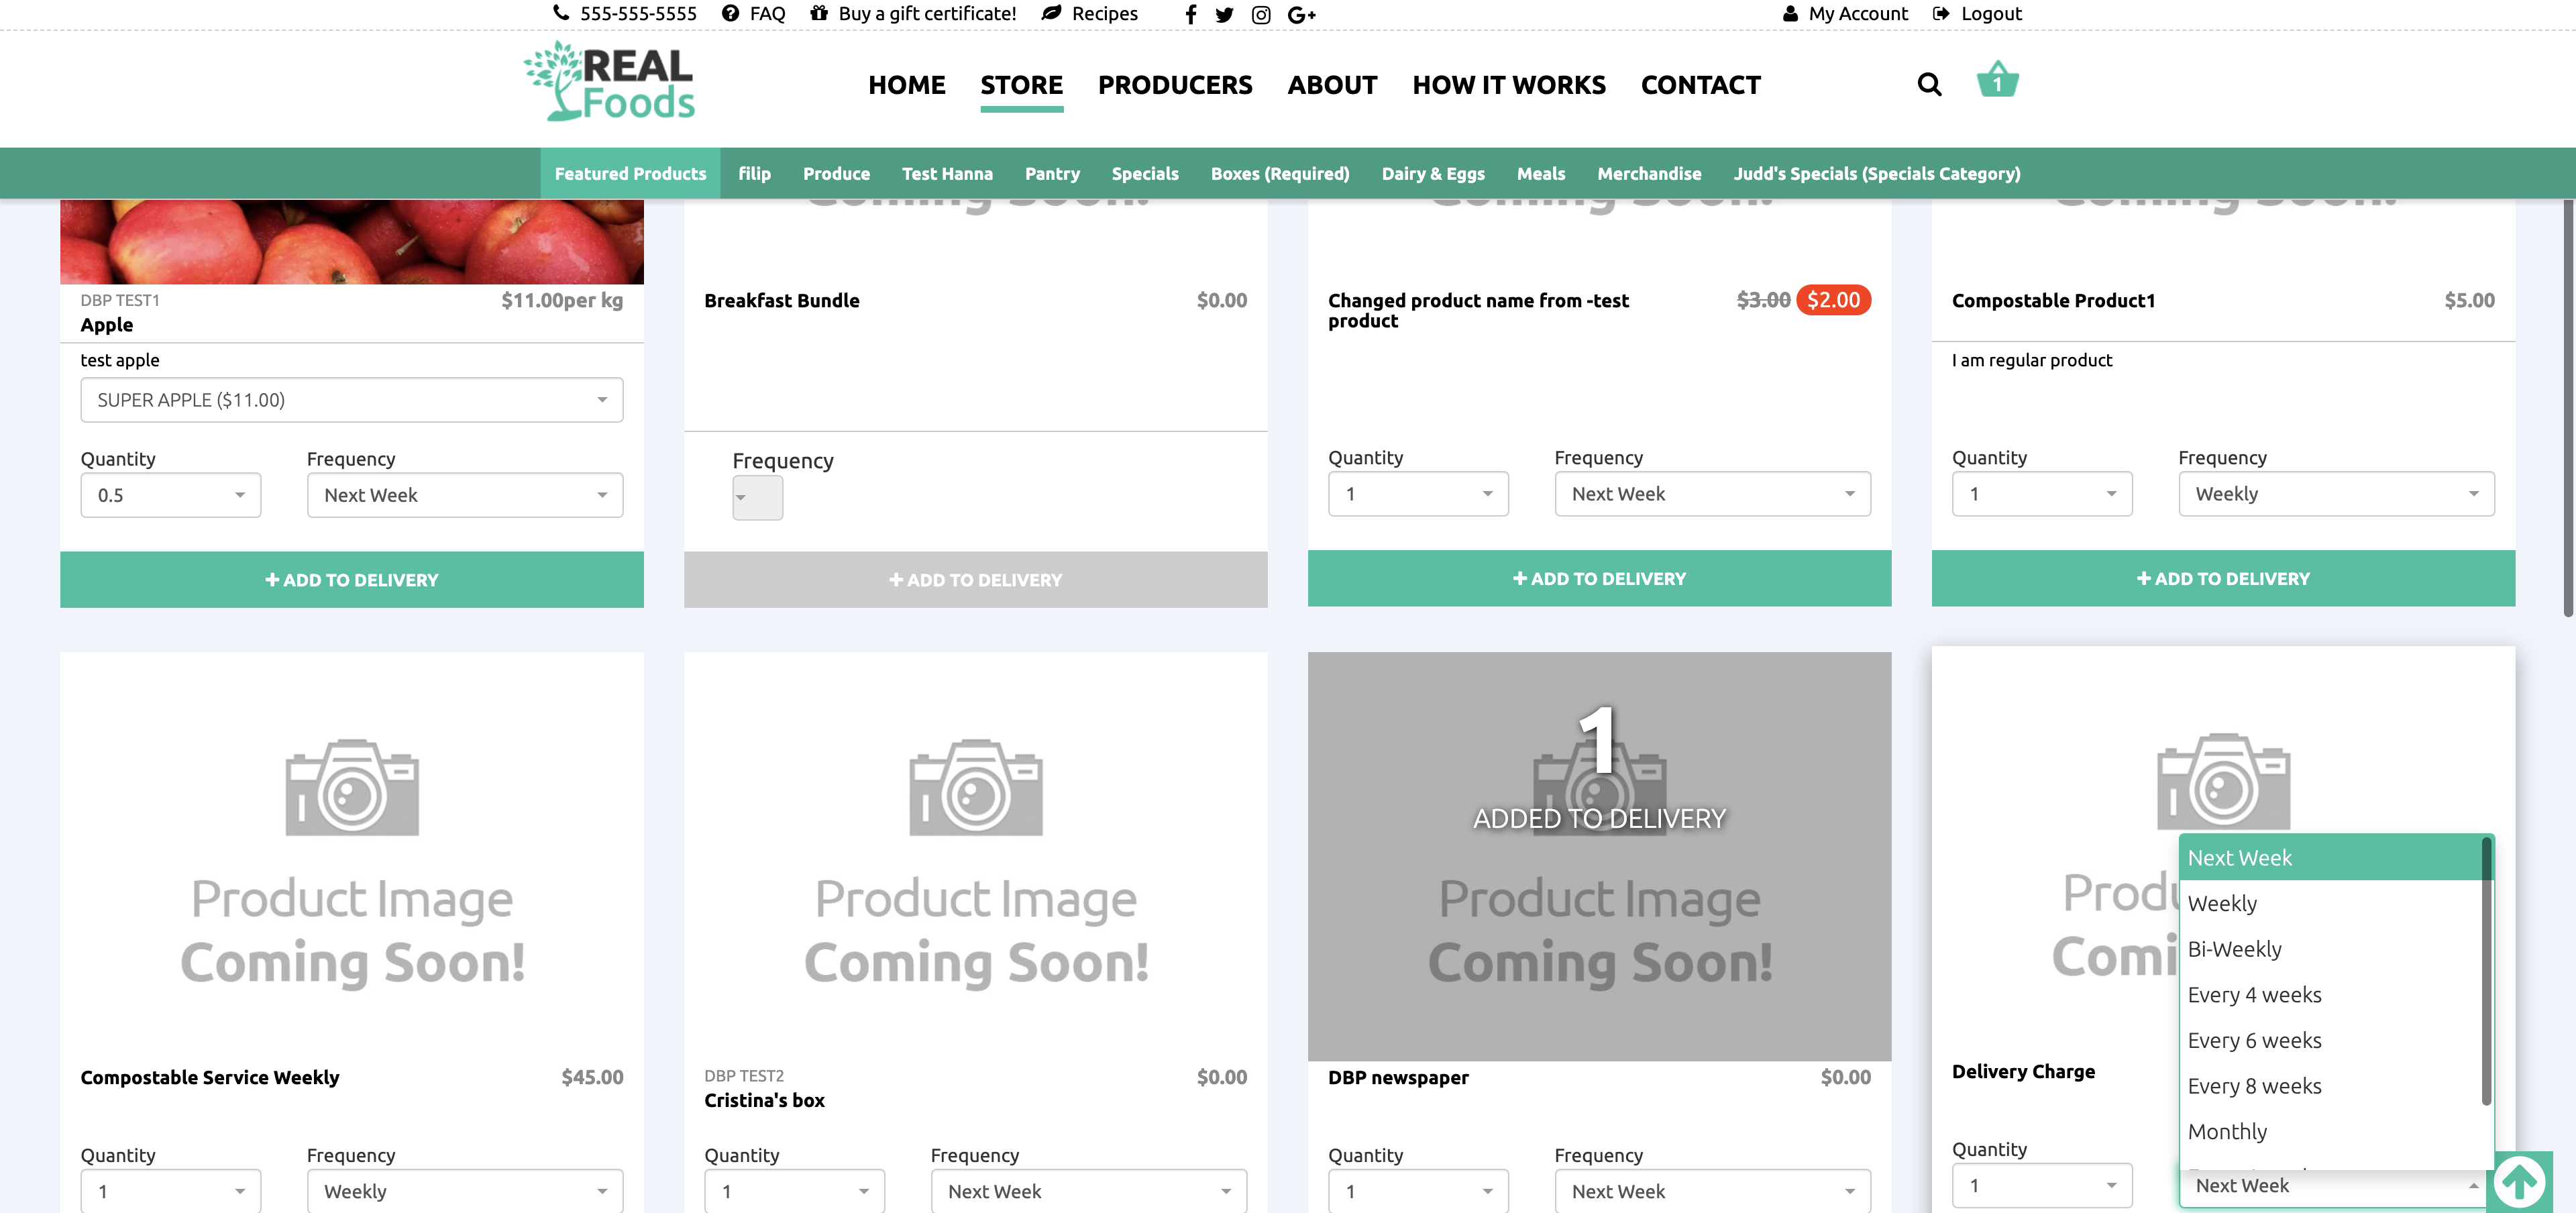 555-555-5555 FAQ Buy a gift certificate! Recipes G+ My Account Logout
REAL
Foods
HOME STORE PRODUCERS ABOUT HOW IT WORKS CONTACT 1
Featured Products filip Produce Test Hanna Pantry Specials Boxes (Required) Dairy & Eggs Meals Merchandise Judd's Specials (Specials Category)
Coming Soon! Coming Soon! Coming Soon!
DBP TEST1 $11.00per kg
Apple
Breakfast Bundle $0.00
Changed product name from -test $3.00 $2.00
product
Compostable Product1 $5.00
test apple
I am regular product
SUPER APPLE ($11.00)
Quantity Frequency
0.5 Next Week
Frequency
Quantity Frequency
1 Next Week
Quantity Frequency
1 Weekly
+ ADD TO DELIVERY + ADD TO DELIVERY + ADD TO DELIVERY + ADD TO DELIVERY
Product Image
Coming Soon!
Compostable Service Weekly $45.00
Quantity Frequency
1 Weekly
Product Image
Coming Soon!
DBP TEST2 $0.00
Cristina's box
Quantity Frequency
1 Next Week
1
ADDED TO DELIVERY
Product Image
Coming Soon!
DBP newspaper $0.00
Quantity Frequency
1 Next Week
Produ
Comi
Delivery Charge
Quantity
1
Next Week
Weekly
Bi-Weekly
Every 4 weeks
Every 6 weeks
Every 8 weeks
Monthly
Next Week